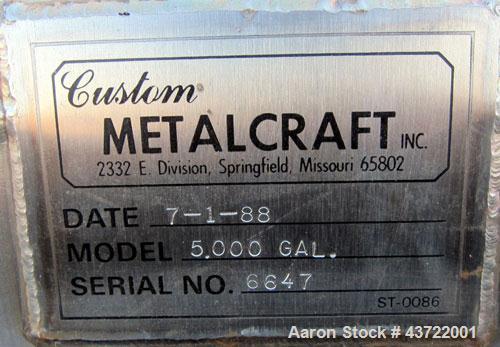 Custom
METALCRAFT INC.
2332 E. Division, Springfield, Missouri 65802
DATE 7-1-88
MODEL 5,000 GAL.
SERIAL NO. 6647
ST-0086
Aaron Stock # 43722001